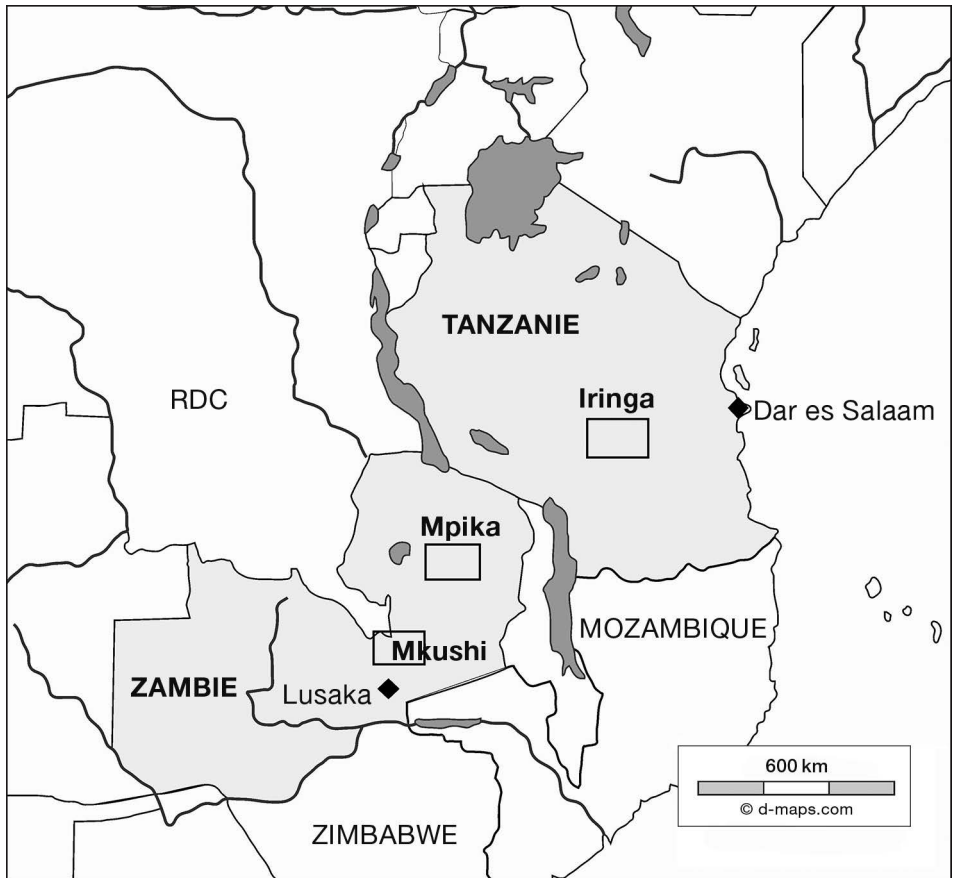 TANZANIE
Iringa
RDC
Dar es Salaam
Mpika
MOZAMBIQUE
Mkushi
ZAMBIE
Lusaka
600 km
© d-maps.com
ZIMBABWE